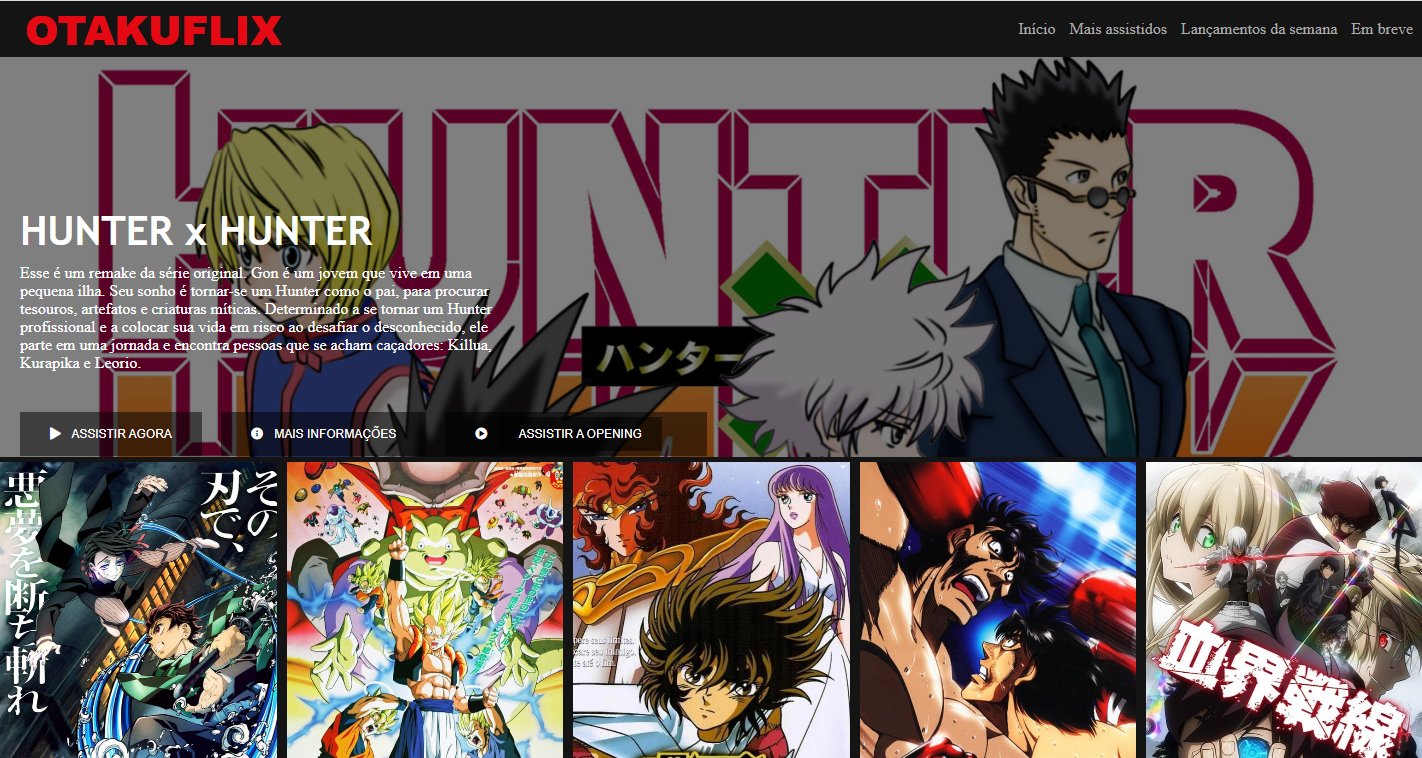 OTAKUFLIX
Início Mais assistidos Lançamentos da semana Em breve
HUNTER
HUNTER x HUNTER
Esse é um remake da série original. Gon é um jovem que vive em uma
pequena ilha. Seu sonho é tornar-se um Hunter como o pai, para procurar
tesouros, artefatos e criaturas míticas. Determinado a se tornar um Hunter
profissional e a colocar sua vida em risco ao desafiar o desconhecido, ele
parte em uma jornada e encontra pessoas que se acham caçadores: Killua,
Kurapika e Leorio.
ハンター
ASSISTIR AGORA MAIS INFORMAÇÕES ASSISTIR A OPENING
その
刃で、
悪夢を断ち斬れ
até o fim.
血界戦線